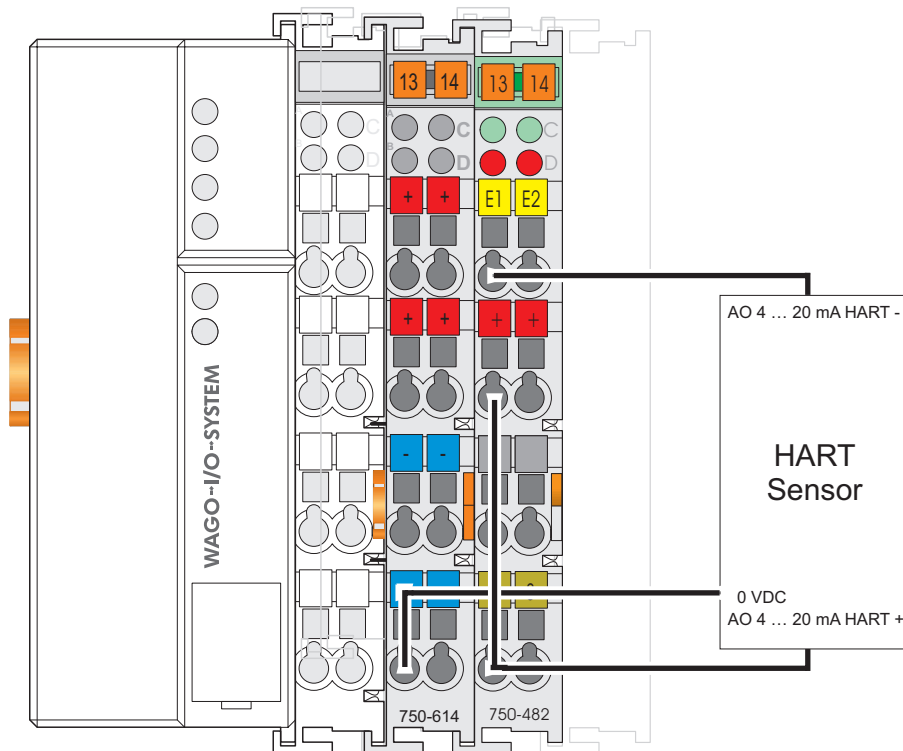 13 14 13 14
A C C C
B D D D
+ + E1 E2
+ + + +
AO 4 ... 20 mA HART -
WAGO-I/O-SYSTEM
- -
HART
Sensor
0 VDC
AO 4 ... 20 mA HART +
750-614 750-482